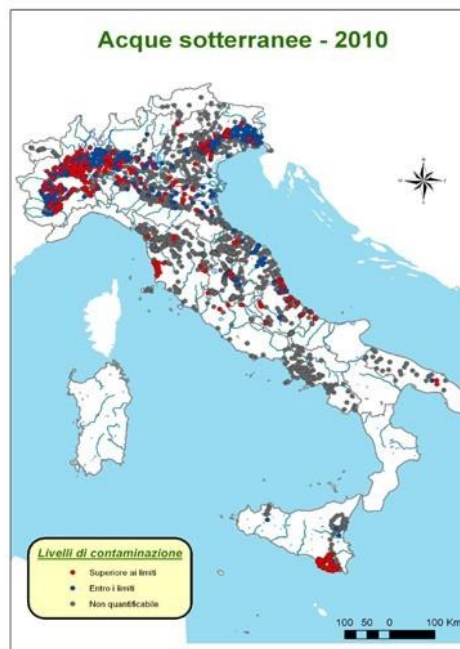 Acque sotterranee - 2010
Livelli di contaminazione
Superiore ai limiti
Entro i limiti
Non quantificabile
100 50 0 100 Km